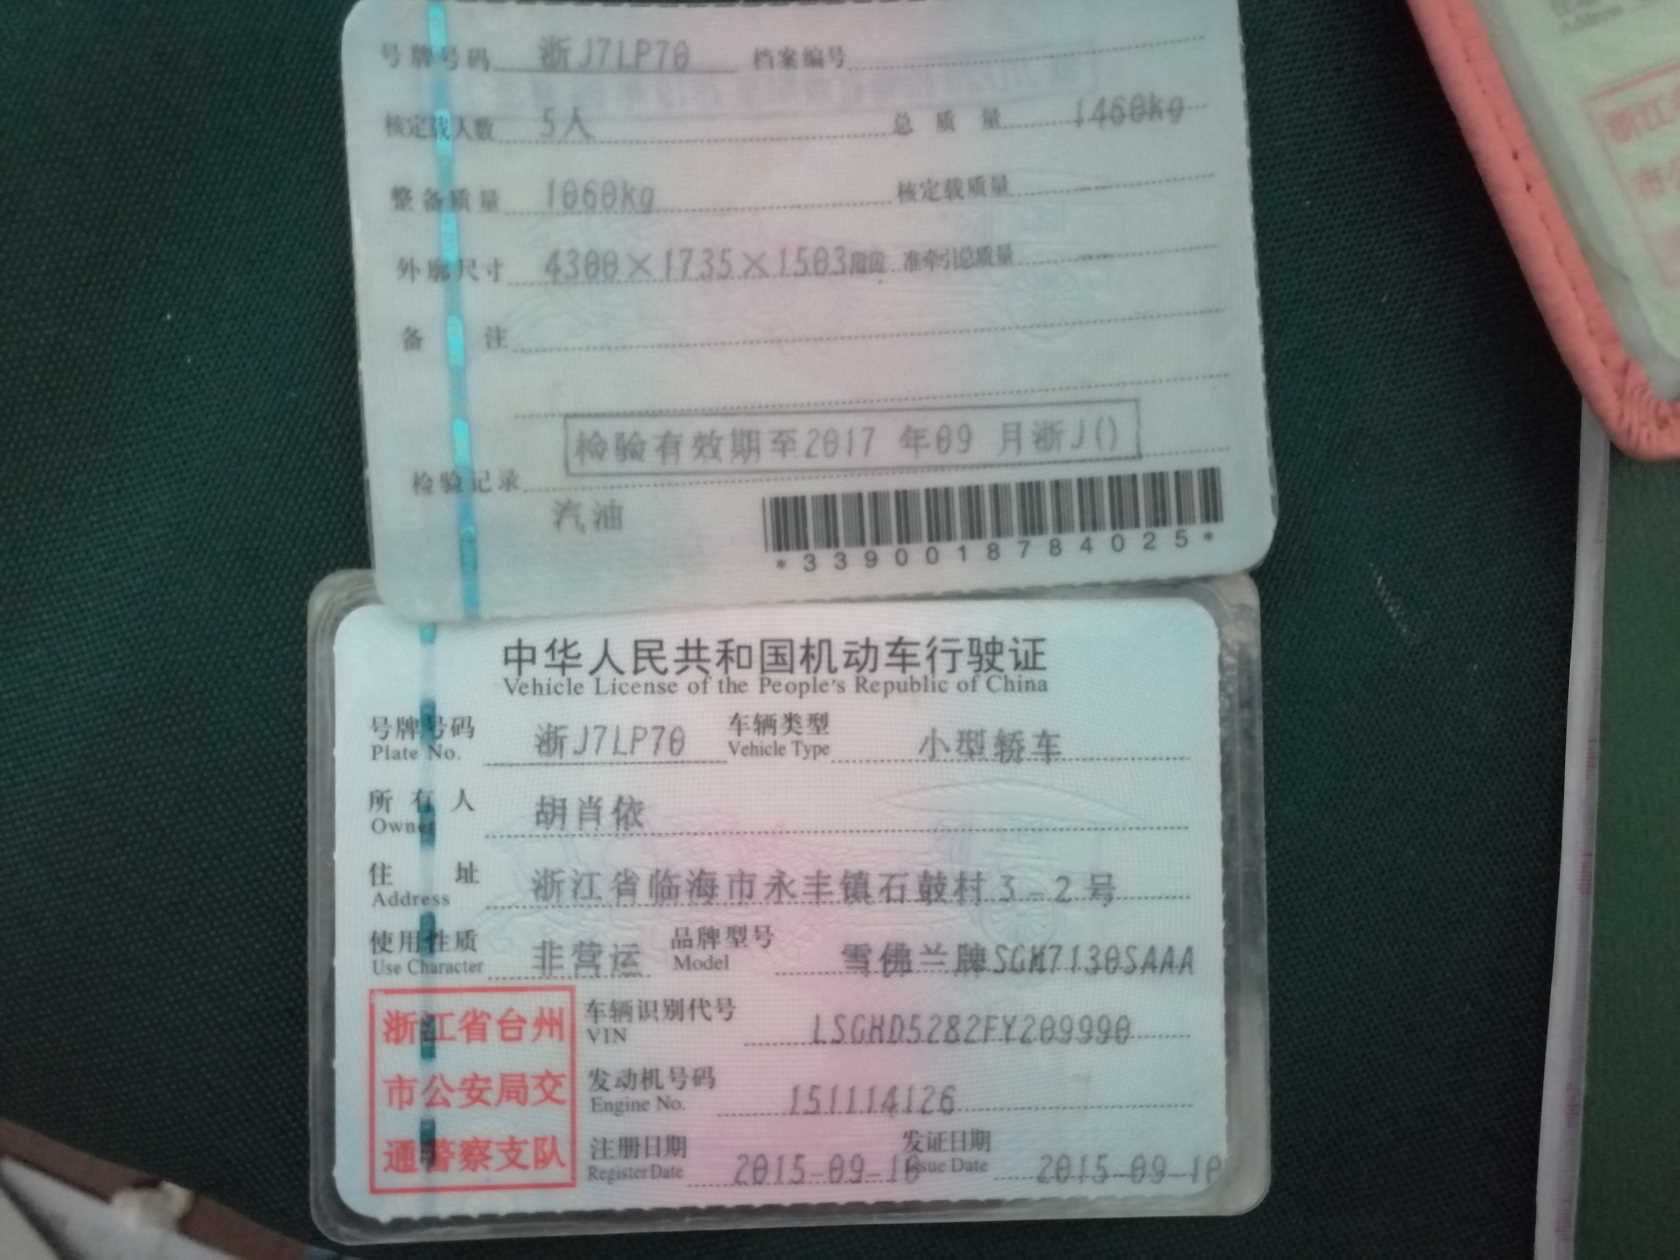 号牌号码 浙J7LP70 档案编号
核定载人数 5人 总质量 1460kg
整备质量 1060kg 核定载质量 --
外廓尺寸 4300×1735×1503 准牵引总质量 --
备注
检验有效期至2017 年09 月浙J()
检验记录
汽油
*3390018784025*
中华人民共和国机动车行驶证
Vehicle License of the People's Republic of China
号牌号码 浙J7LP70 车辆类型 小型轿车
Plate No. Vehicle Type
所有人 胡肖依
Owner
住址 浙江省临海市永丰镇石鼓村3-2号
Address
使用性质 非营运 品牌型号 雪佛兰牌SGM7130SAAA
Use Character Model
浙江省台州
市公安局交
通警察支队
车辆识别代号 LSGHD5282FY209990
VIN
发动机号码 151114126
Engine No.
注册日期 2015-09-10 发证日期 2015-09-10
Register Date Issue Date